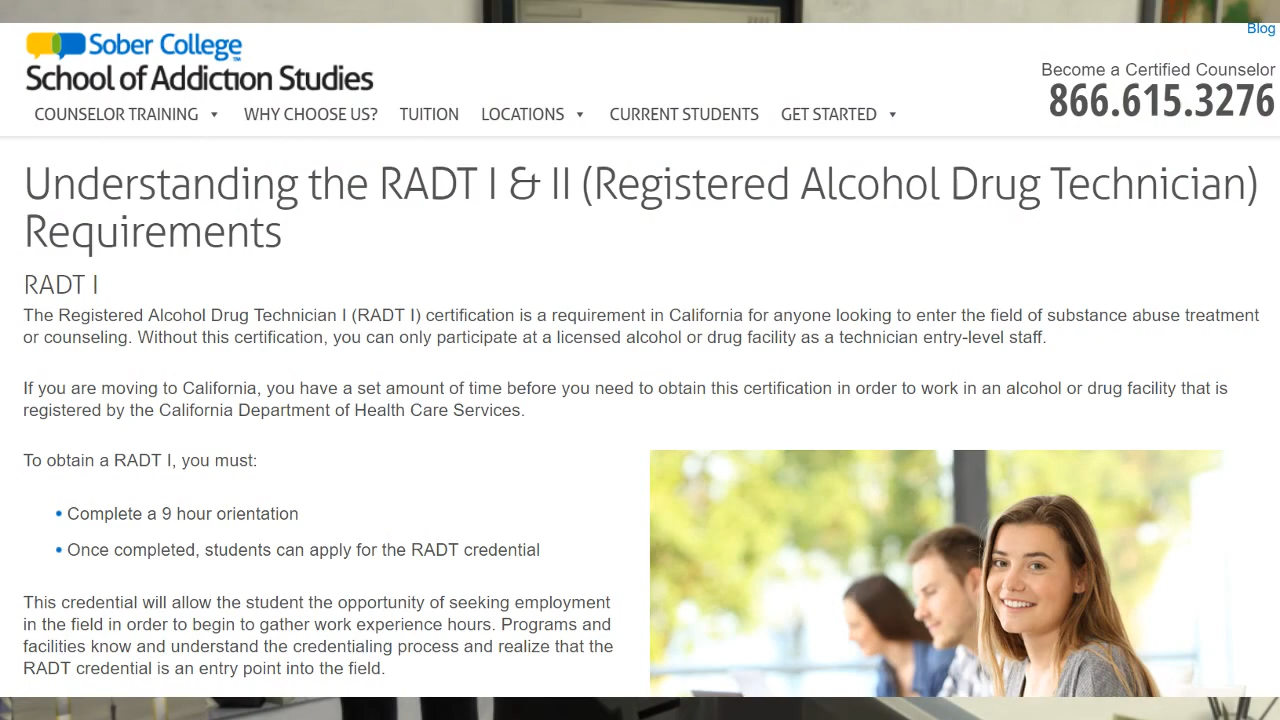 Blog
Sober College™
School of Addiction Studies
Become a Certified Counselor
866.615.3276
COUNSELOR TRAINING WHY CHOOSE US? TUITION LOCATIONS CURRENT STUDENTS GET STARTED
Understanding the RADT I & II (Registered Alcohol Drug Technician)
Requirements
RADT I
The Registered Alcohol Drug Technician I (RADT I) certification is a requirement in California for anyone looking to enter the field of substance abuse treatment
or counseling. Without this certification, you can only participate at a licensed alcohol or drug facility as a technician entry-level staff.
If you are moving to California, you have a set amount of time before you need to obtain this certification in order to work in an alcohol or drug facility that is
registered by the California Department of Health Care Services.
To obtain a RADT I, you must:
• Complete a 9 hour orientation
• Once completed, students can apply for the RADT credential
This credential will allow the student the opportunity of seeking employment
in the field in order to begin to gather work experience hours. Programs and
facilities know and understand the credentialing process and realize that the
RADT credential is an entry point into the field.